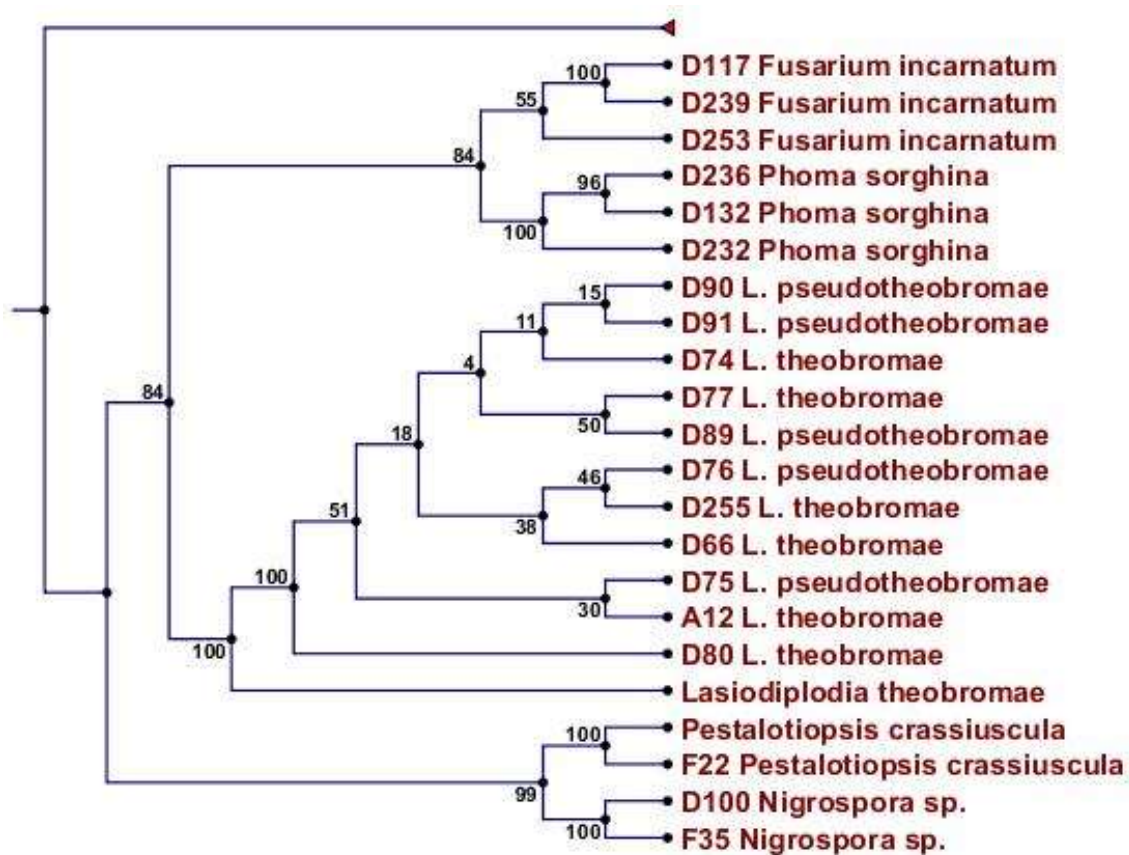 D117 Fusarium incarnatum
100
D239 Fusarium incarnatum
55
D253 Fusarium incarnatum
84
D236 Phoma sorghina
96
D132 Phoma sorghina
100
D232 Phoma sorghina
D90 L. pseudotheobromae
15
D91 L. pseudotheobromae
11
D74 L. theobromae
4
D77 L. theobromae
84
50
D89 L. pseudotheobromae
18
D76 L. pseudotheobromae
46
D255 L. theobromae
51
38
D66 L. theobromae
D75 L. pseudotheobromae
100
30
A12 L. theobromae
D80 L. theobromae
100
Lasiodiplodia theobromae
Pestalotiopsis crassiuscula
100
F22 Pestalotiopsis crassiuscula
99
D100 Nigrospora sp.
100
F35 Nigrospora sp.